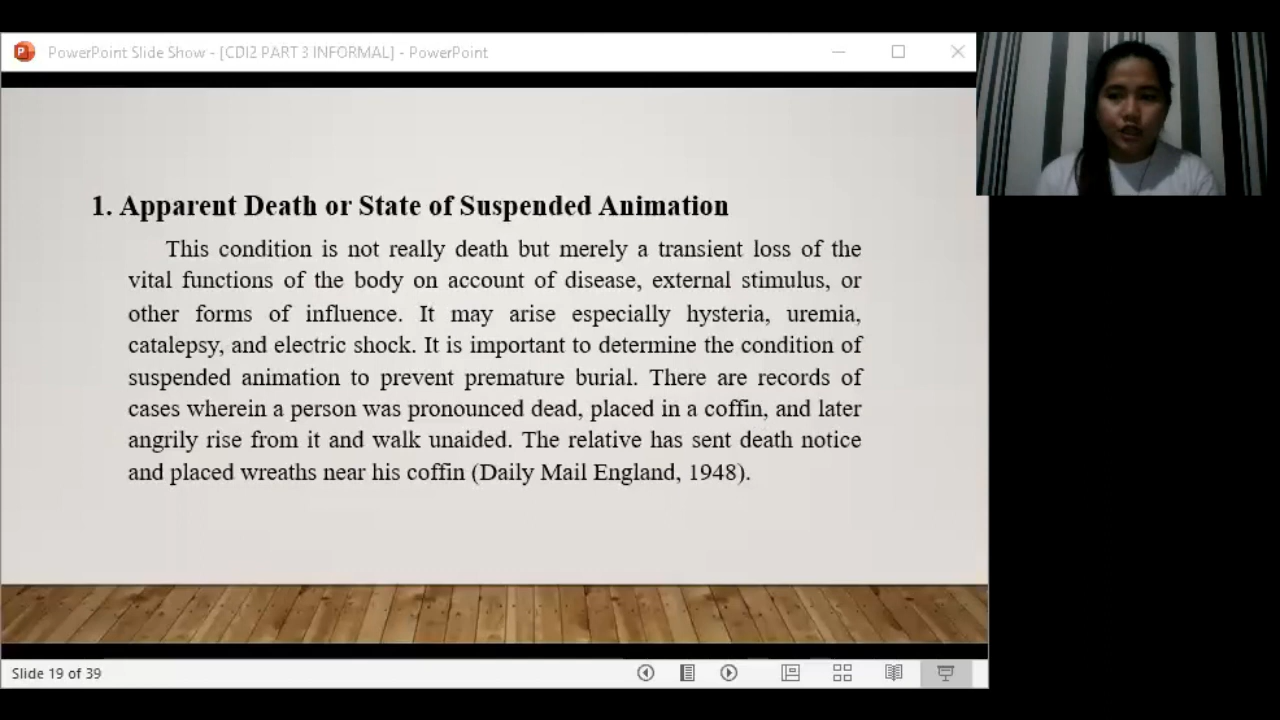 PowerPoint Slide Show - [CDI2 PART 3 INFORMAL] - PowerPoint
1. Apparent Death or State of Suspended Animation
This condition is not really death but merely a transient loss of the
vital functions of the body on account of disease, external stimulus, or
other forms of influence. It may arise especially hysteria, uremia,
catalepsy, and electric shock. It is important to determine the condition of
suspended animation to prevent premature burial. There are records of
cases wherein a person was pronounced dead, placed in a coffin, and later
angrily rise from it and walk unaided. The relative has sent death notice
and placed wreaths near his coffin (Daily Mail England, 1948).
Slide 19 of 39